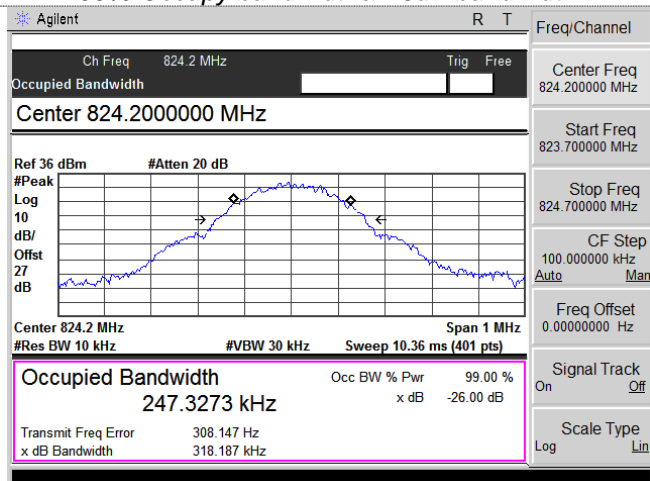 Agilent R T
Freq/Channel
Ch Freq 824.2 MHz Trig Free
Occupied Bandwidth
Center 824.2000000 MHz
Center Freq
824.200000 MHz
Start Freq
823.700000 MHz
Stop Freq
824.700000 MHz
CF Step
100.000000 kHz
Auto Man
Freq Offset
0.00000000 Hz
Signal Track
On Off
Scale Type
Log Lin
Ref 36 dBm #Atten 20 dB
#Peak
Log
10
dB/
Offst
27
dB
Center 824.2 MHz Span 1 MHz
#Res BW 10 kHz #VBW 30 kHz Sweep 10.36 ms (401 pts)
Occupied Bandwidth Occ BW % Pwr 99.00 %
247.3273 kHz x dB -26.00 dB
Transmit Freq Error 308.147 Hz
x dB Bandwidth 318.187 kHz